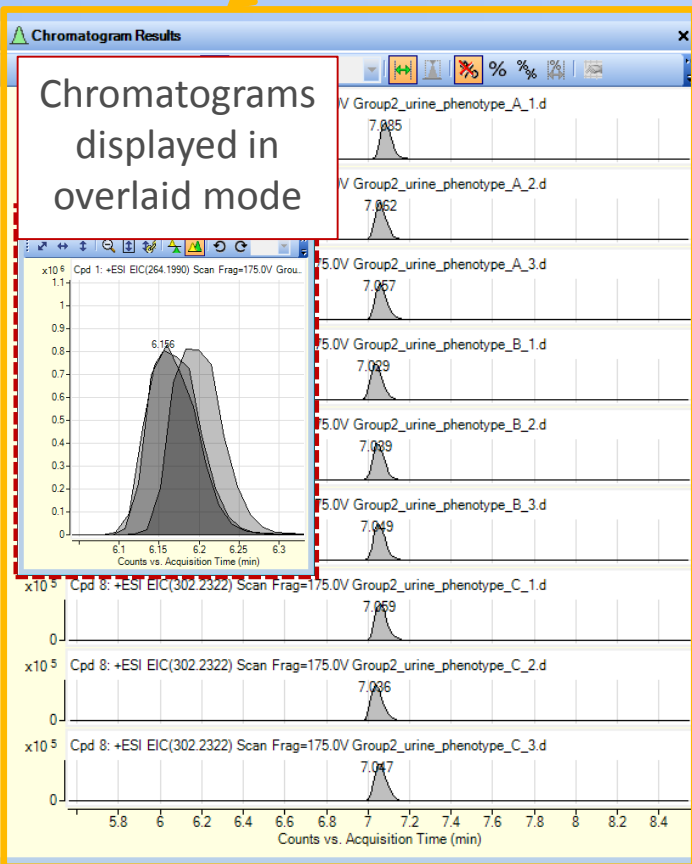 Chromatogram Results
Chromatograms
displayed in
overlaid mode
V Group2_urine_phenotype_A_1.d
7.085
V Group2_urine_phenotype_A_2.d
7.062
75.0V Group2_urine_phenotype_A_3.d
7.057
75.0V Group2_urine_phenotype_B_1.d
7.029
75.0V Group2_urine_phenotype_B_2.d
7.039
75.0V Group2_urine_phenotype_B_3.d
7.049
x10 6 Cpd 1: +ESI EIC(264.1990) Scan Frag=175.0V Grou..
1.1
1
0.9
0.8
0.7
0.6
0.5
0.4
0.3
0.2
0.1
0
6.156
6.1 6.15 6.2 6.25 6.3
Counts vs. Acquisition Time (min)
x10 5 Cpd 8: +ESI EIC(302.2322) Scan Frag=175.0V Group2_urine_phenotype_C_1.d
7.059
0
x10 5 Cpd 8: +ESI EIC(302.2322) Scan Frag=175.0V Group2_urine_phenotype_C_2.d
7.036
0
x10 5 Cpd 8: +ESI EIC(302.2322) Scan Frag=175.0V Group2_urine_phenotype_C_3.d
7.047
0
5.8 6 6.2 6.4 6.6 6.8 7 7.2 7.4 7.6 7.8 8 8.2 8.4
Counts vs. Acquisition Time (min)